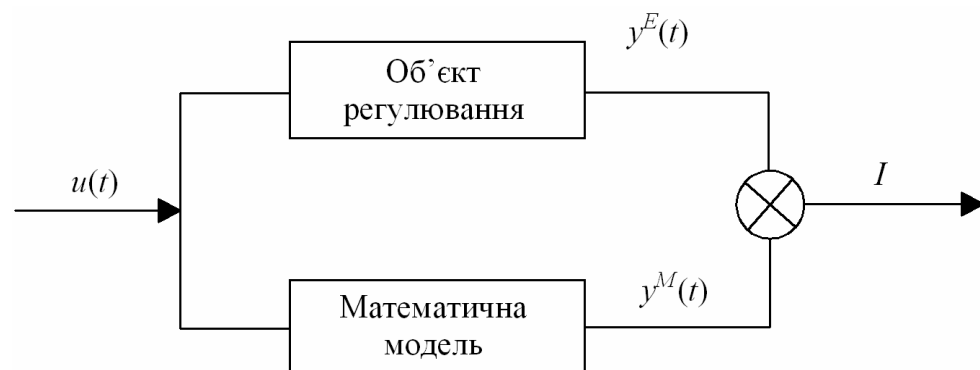 y^E(t)
Об’єкт
регулювання
u(t)
I
y^M(t)
Математична
модель